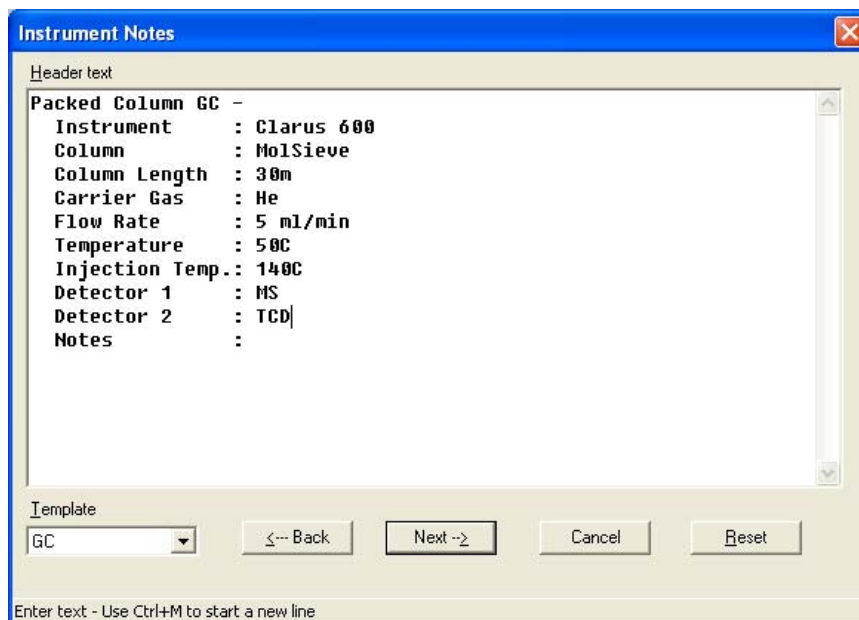 Instrument Notes
Header text
Packed Column GC -
Instrument : Clarus 600
Column : MolSieve
Column Length : 30m
Carrier Gas : He
Flow Rate : 5 ml/min
Temperature : 50C
Injection Temp.: 140C
Detector 1 : MS
Detector 2 : TCD
Notes :
Template
GC
<--- Back
Next -->
Cancel
Reset
Enter text - Use Ctrl+M to start a new line